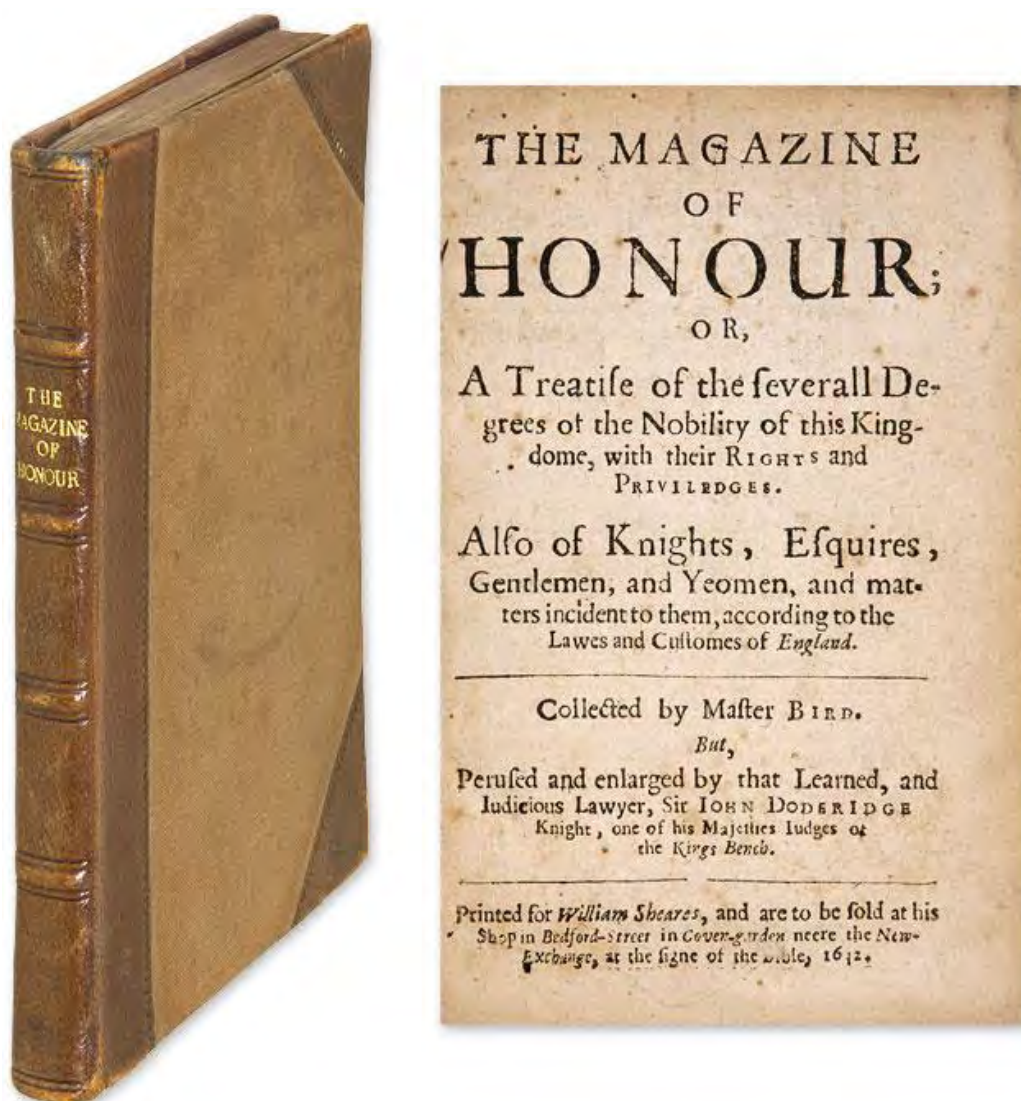 THE
MAGAZINE
OF
HONOUR
THE MAGAZINE
OF
HONOUR;
OR,
A Treatiſe of the ſeverall De-
grees of the Nobility of this King-
dome, with their RIGHTS and
PRIVILEDGES.
Alſo of Knights, Eſquires,
Gentlemen, and Yeomen, and mat-
ters incident to them, according to the
Lawes and Cuſtomes of England.
Collected by Maſter BIRD.
But,
Peruſed and enlarged by that Learned, and
Iudicious Lawyer, Sir IOHN DODERIDGE
Knight, one of his Majeſties Iudges of
the Kings Bench.
Printed for William Sheares, and are to be ſold at his
Shop in Bedford-Street in Coven-garden neere the New-
Exchange, at the ſigne of the Bible,